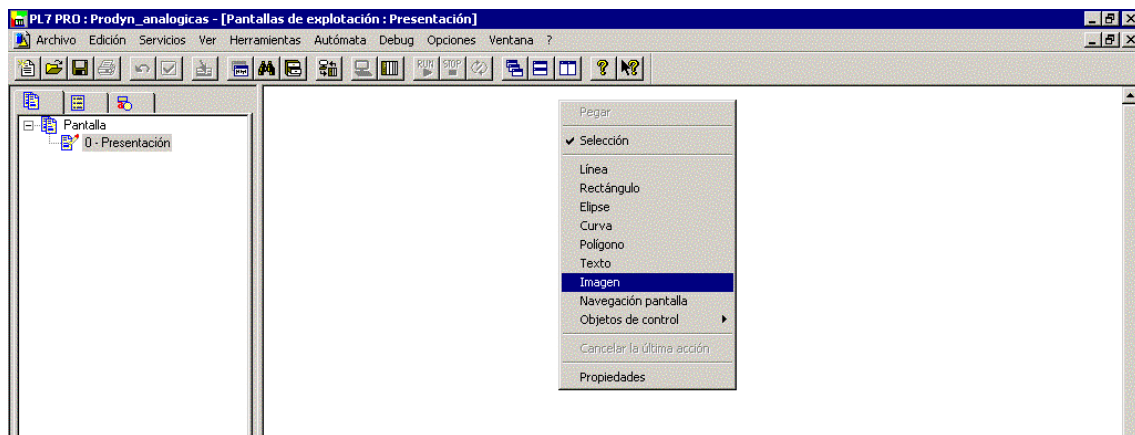 PL7 PRO : Prodyn_analogicas - [Pantallas de explotación : Presentación]
Archivo Edición Servicios Ver Herramientas Autómata Debug Opciones Ventana ?
RUN STOP
Pantalla
0 - Presentación
Pegar
Selección
Línea
Rectángulo
Elipse
Curva
Polígono
Texto
Imagen
Navegación pantalla
Objetos de control
Cancelar la última acción
Propiedades